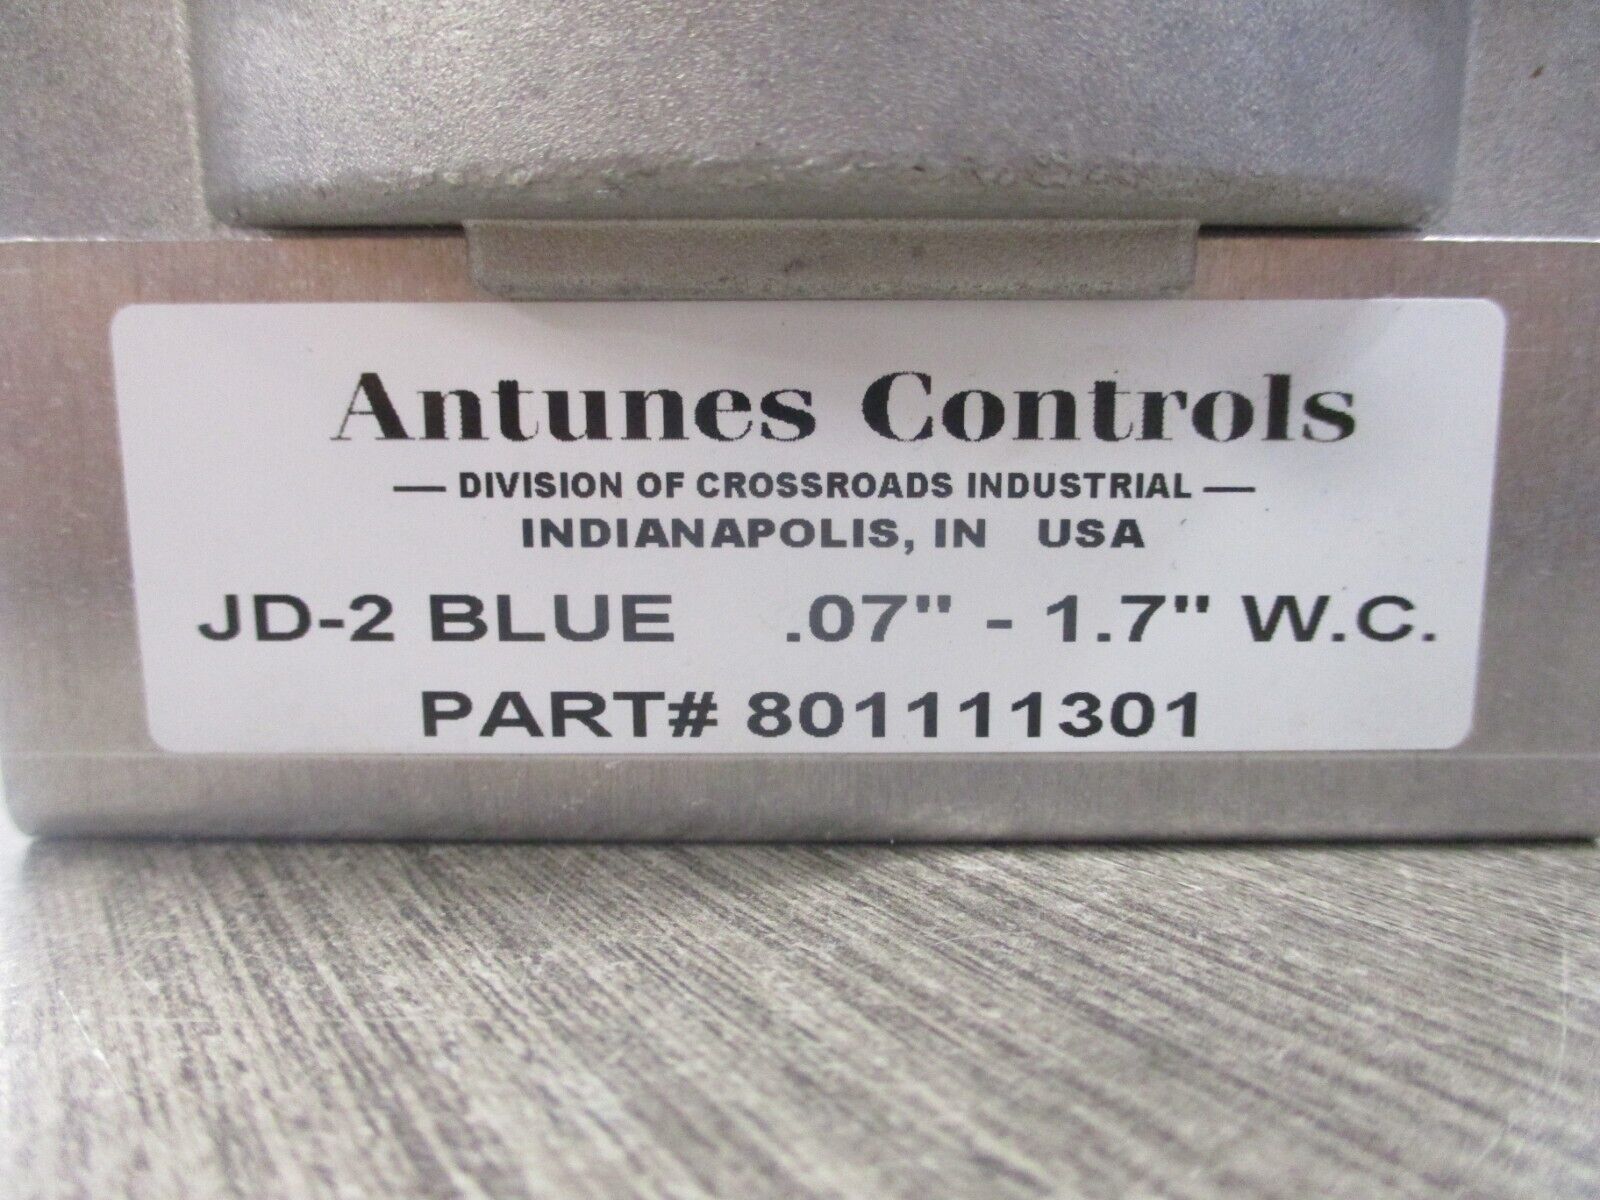 Antunes Controls
— DIVISION OF CROSSROADS INDUSTRIAL —
INDIANAPOLIS, IN USA
JD-2 BLUE .07" - 1.7" W.C.
PART# 801111301